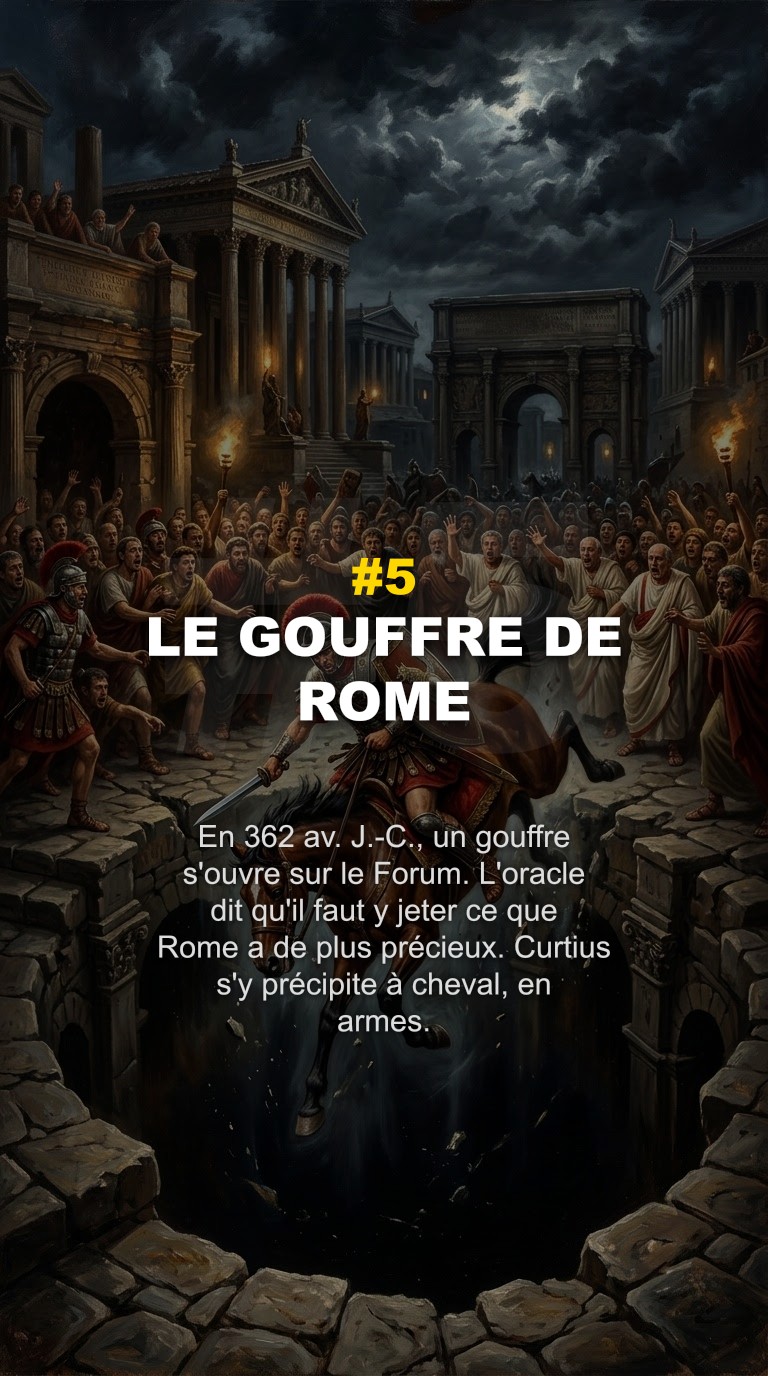 #5
LE GOUFFRE DE
ROME
En 362 av. J.-C., un gouffre
s'ouvre sur le Forum. L'oracle
dit qu'il faut y jeter ce que
Rome a de plus précieux. Curtius
s'y précipite à cheval, en
armes.